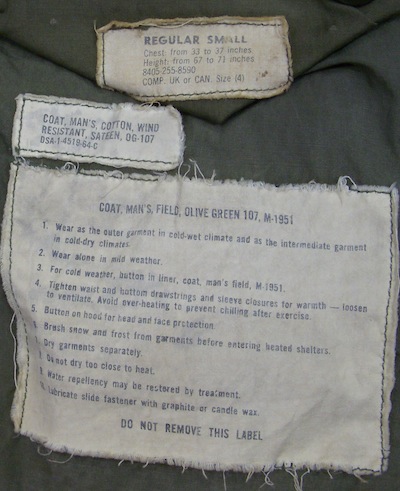 REGULAR SMALL
Chest: from 33 to 37 inches
Height: from 67 to 71 inches
8405-255-8590
COMP. UK or CAN. Size (4)
COAT, MAN'S, COTTON, WIND
RESISTANT, SATEEN, OG-107
DSA-1-4519-64-C
COAT, MAN'S, FIELD, OLIVE GREEN 107, M-1951
1. Wear as the outer garment in cold-wet climate and as the intermediate garment
in cold-dry climates.
2. Wear alone in mild weather.
3. For cold weather, button in liner, coat, man's field, M-1951.
4. Tighten waist and bottom drawstrings and sleeve closures for warmth — loosen
to ventilate. Avoid over-heating to prevent chilling after exercise.
5. Button on hood for head and face protection.
Brush snow and frost from garments before entering heated shelters.
Dry garments separately.
Do not dry too close to heat.
Water repellency may be restored by treatment.
Lubricate slide fastener with graphite or candle wax.
DO NOT REMOVE THIS LABEL